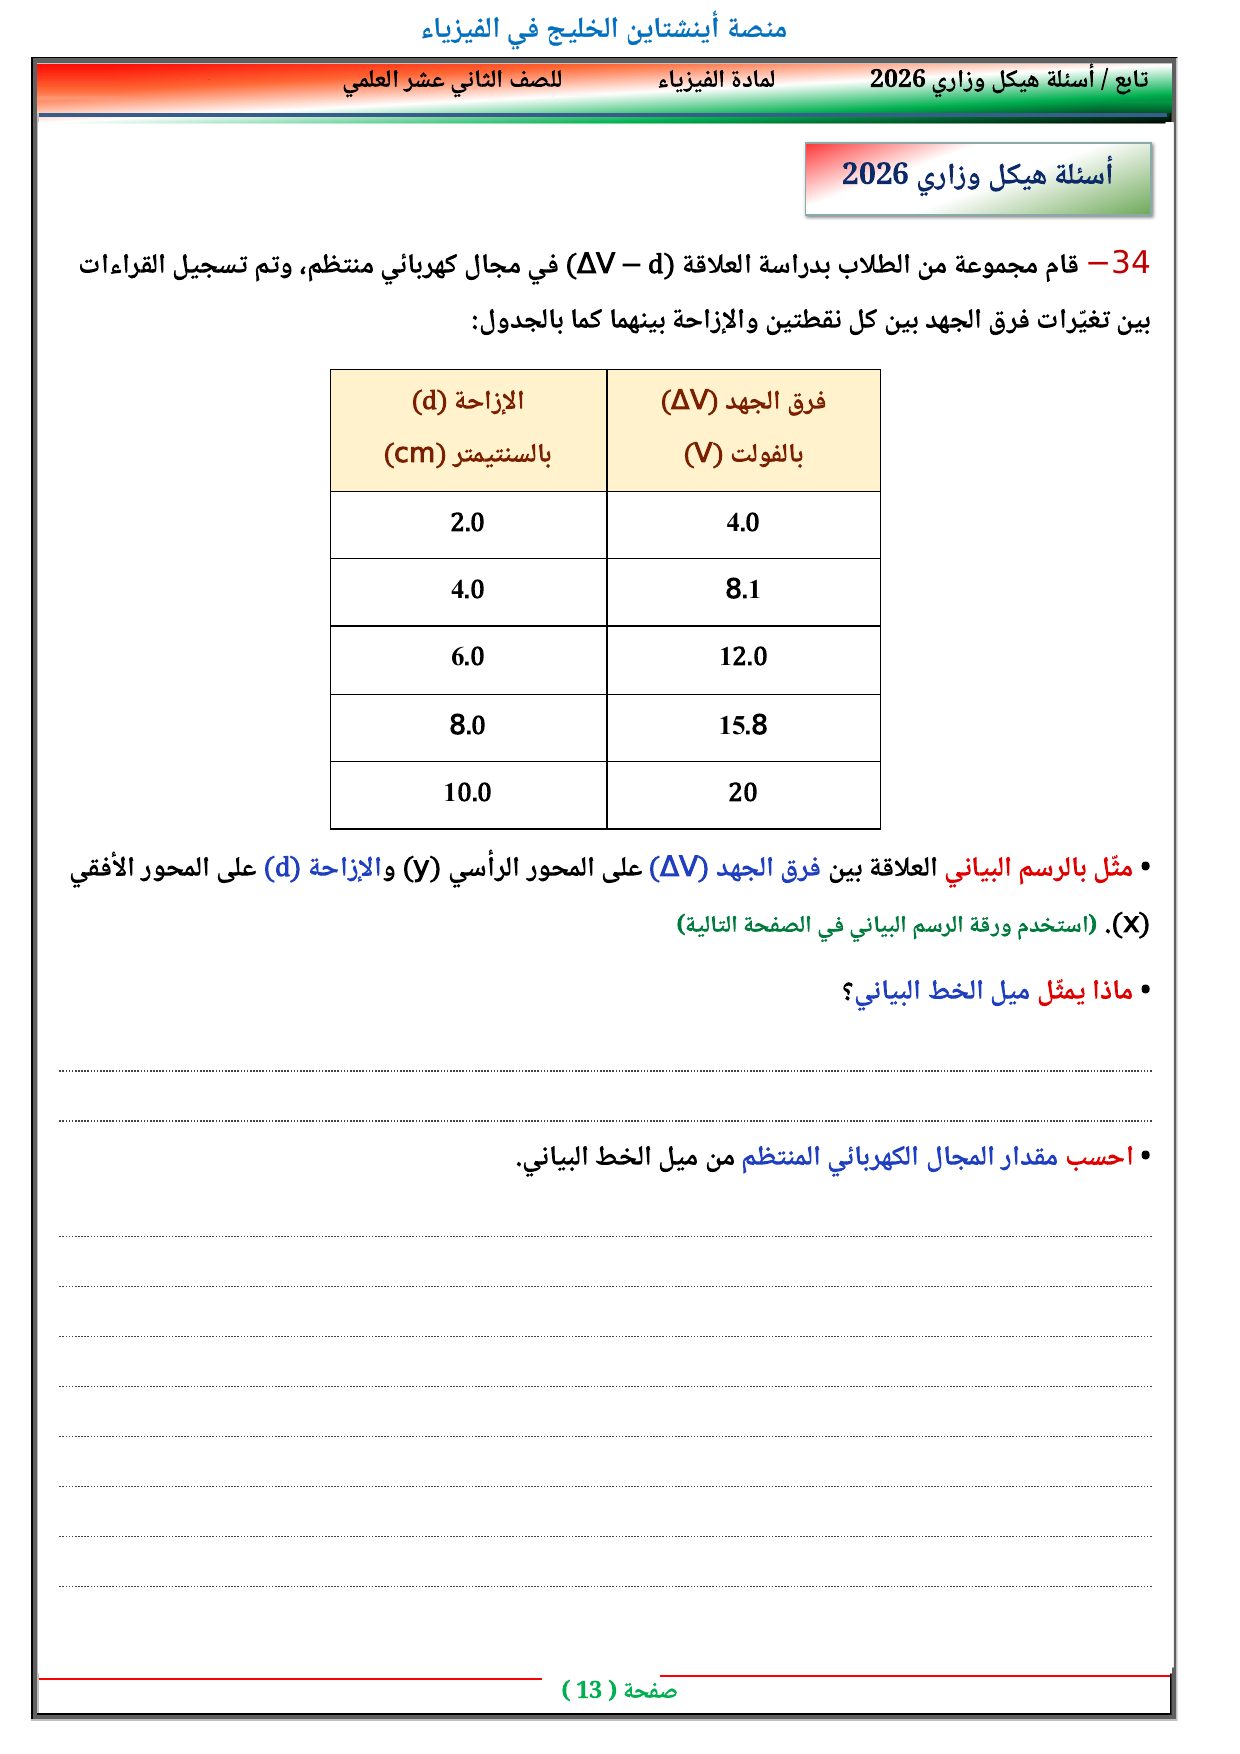 منصة أينشتاين الخليج في الفيزياء
تابع / أسئلة هيكل وزاري 2026 لمادة الفيزياء للصف الثاني عشر العلمي
أسئلة هيكل وزاري 2026
34– قام مجموعة من الطلاب بدراسة العلاقة (ΔV – d) في مجال كهربائي منتظم، وتم تسجيل القراءات
بين تغيّرات فرق الجهد بين كل نقطتين والإزاحة بينهما كما بالجدول:
فرق الجهد (ΔV) الإزاحة (d)
بالفولت (V) بالسنتيمتر (cm)
4.0 2.0
8.1 4.0
12.0 6.0
15.8 8.0
20 10.0
• مثّل بالرسم البياني العلاقة بين فرق الجهد (ΔV) على المحور الرأسي (y) والإزاحة (d) على المحور الأفقي
(x). (استخدم ورقة الرسم البياني في الصفحة التالية)
• ماذا يمثّل ميل الخط البياني؟
• احسب مقدار المجال الكهربائي المنتظم من ميل الخط البياني.
صفحة ( 13 )